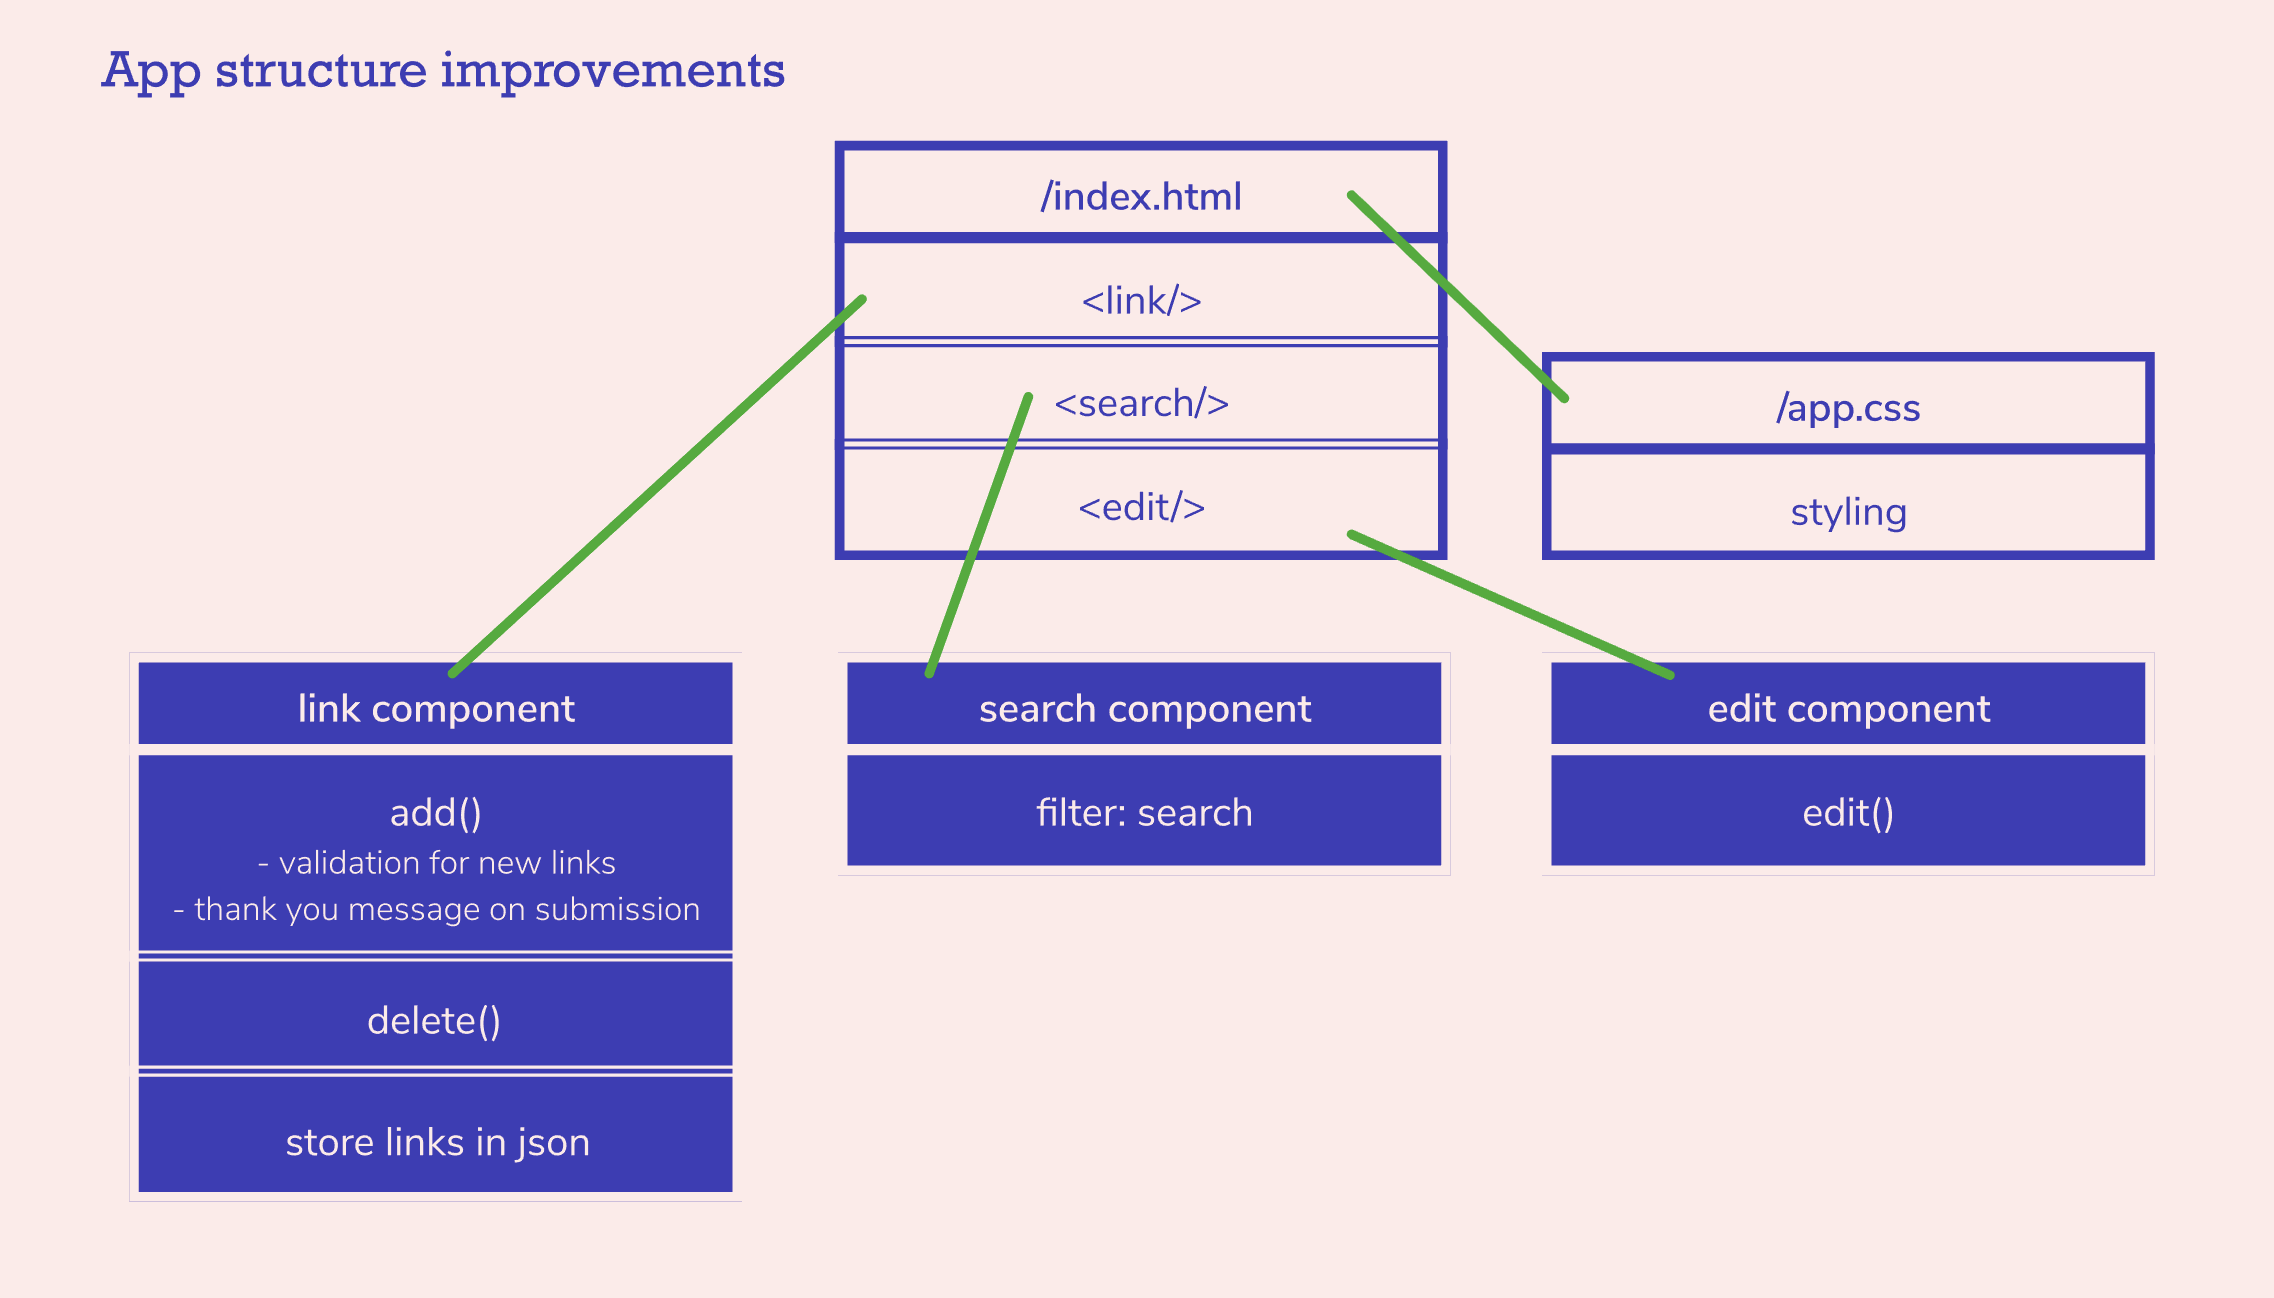 App structure improvements
/index.html
<link/>
<search/>
<edit/>
/app.css
styling
link component
add()
- validation for new links
- thank you message on submission
delete()
store links in json
search component
filter: search
edit component
edit()